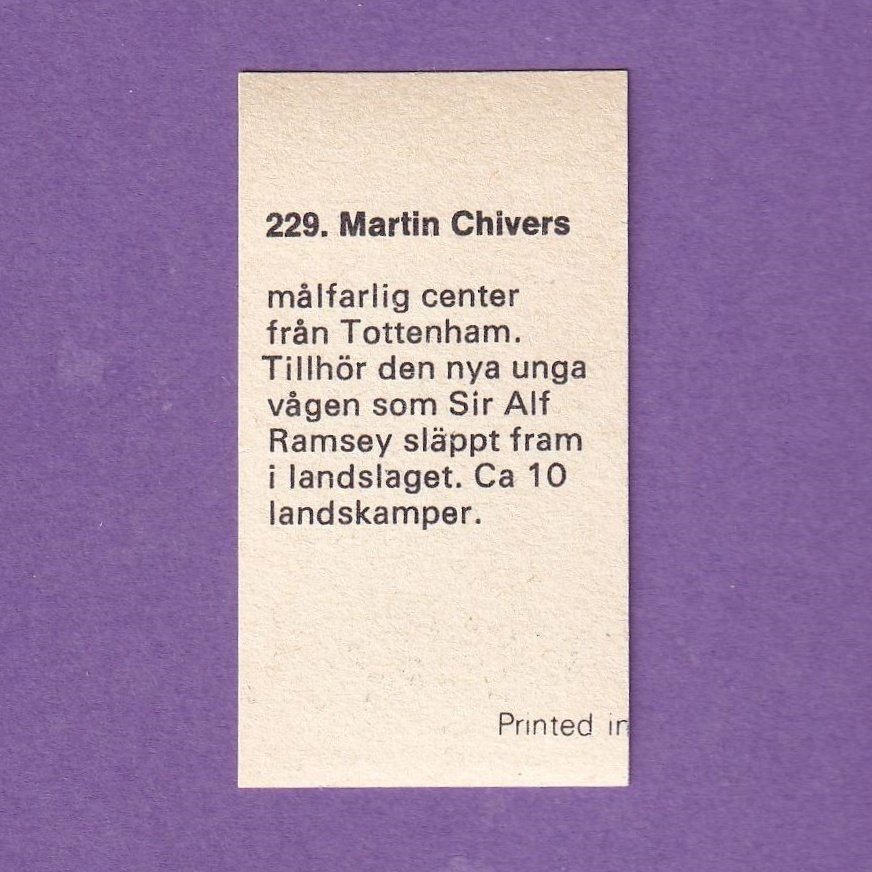 229. Martin Chivers
målfarlig center
från Tottenham.
Tillhör den nya unga
vågen som Sir Alf
Ramsey släppt fram
i landslaget. Ca 10
landskamper.
Printed in